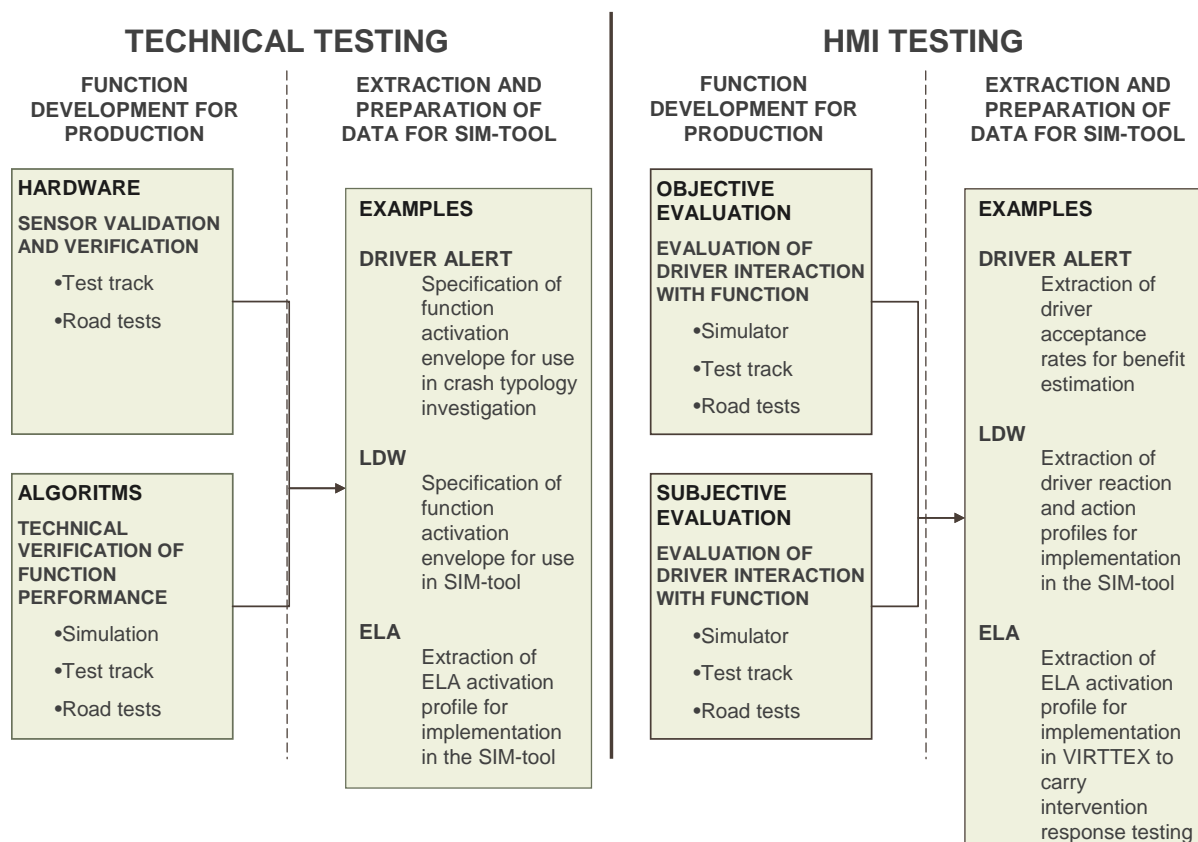 TECHNICAL TESTING
FUNCTION
DEVELOPMENT FOR
PRODUCTION
EXTRACTION AND
PREPARATION OF
DATA FOR SIM-TOOL
HARDWARE
SENSOR VALIDATION
AND VERIFICATION
•Test track
•Road tests
ALGORITMS
TECHNICAL
VERIFICATION OF
FUNCTION
PERFORMANCE
•Simulation
•Test track
•Road tests
EXAMPLES
DRIVER ALERT
Specification of
function
activation
envelope for use
in crash typology
investigation
LDW
Specification of
function
activation
envelope for use
in SIM-tool
ELA
Extraction of
ELA activation
profile for
implementation
in the SIM-tool
HMI TESTING
FUNCTION
DEVELOPMENT FOR
PRODUCTION
EXTRACTION AND
PREPARATION OF
DATA FOR SIM-TOOL
OBJECTIVE
EVALUATION
EVALUATION OF
DRIVER INTERACTION
WITH FUNCTION
•Simulator
•Test track
•Road tests
SUBJECTIVE
EVALUATION
EVALUATION OF
DRIVER INTERACTION
WITH FUNCTION
•Simulator
•Test track
•Road tests
EXAMPLES
DRIVER ALERT
Extraction of
driver
acceptance
rates for benefit
estimation
LDW
Extraction of
driver reaction
and action
profiles for
implementation
in the SIM-tool
ELA
Extraction of
ELA activation
profile for
implementation
in VIRTTEX to
carry
intervention
response testing